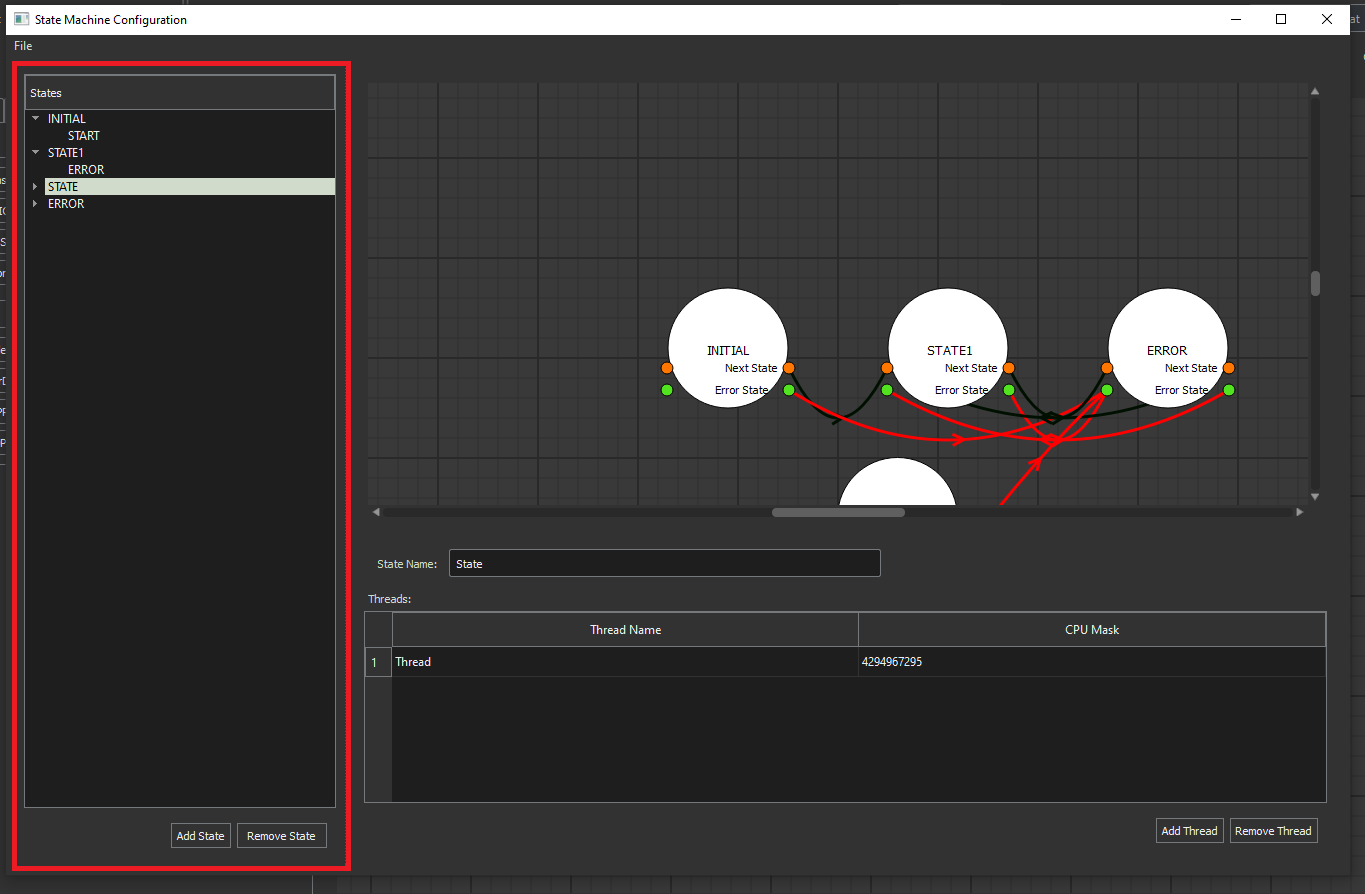 State Machine Configuration
File
States
INITIAL
START
STATE1
ERROR
STATE
ERROR
INITIAL
Next State
Error State
STATE1
Next State
Error State
ERROR
Next State
Error State
State Name: State
Threads:
Thread Name CPU Mask
1 Thread 4294967295
Add State Remove State
Add Thread Remove Thread